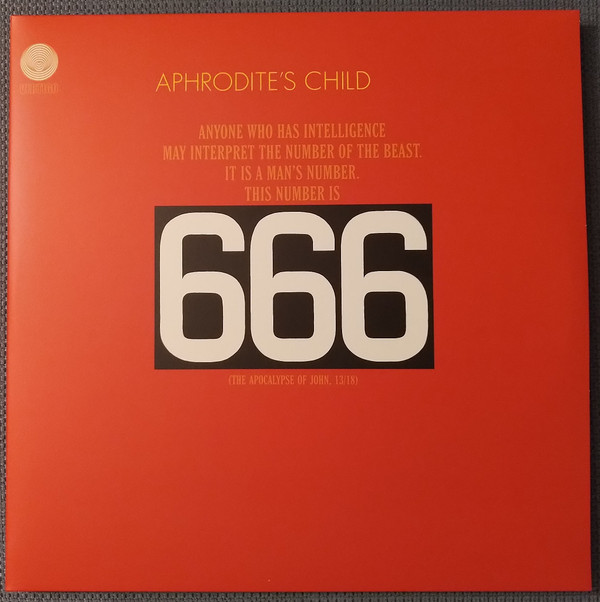 APHRODITE'S CHILD
ANYONE WHO HAS INTELLIGENCE
MAY INTERPRET THE NUMBER OF THE BEAST.
IT IS A MAN'S NUMBER.
THIS NUMBER IS
666
(THE APOCALYPSE OF JOHN, 13/18)